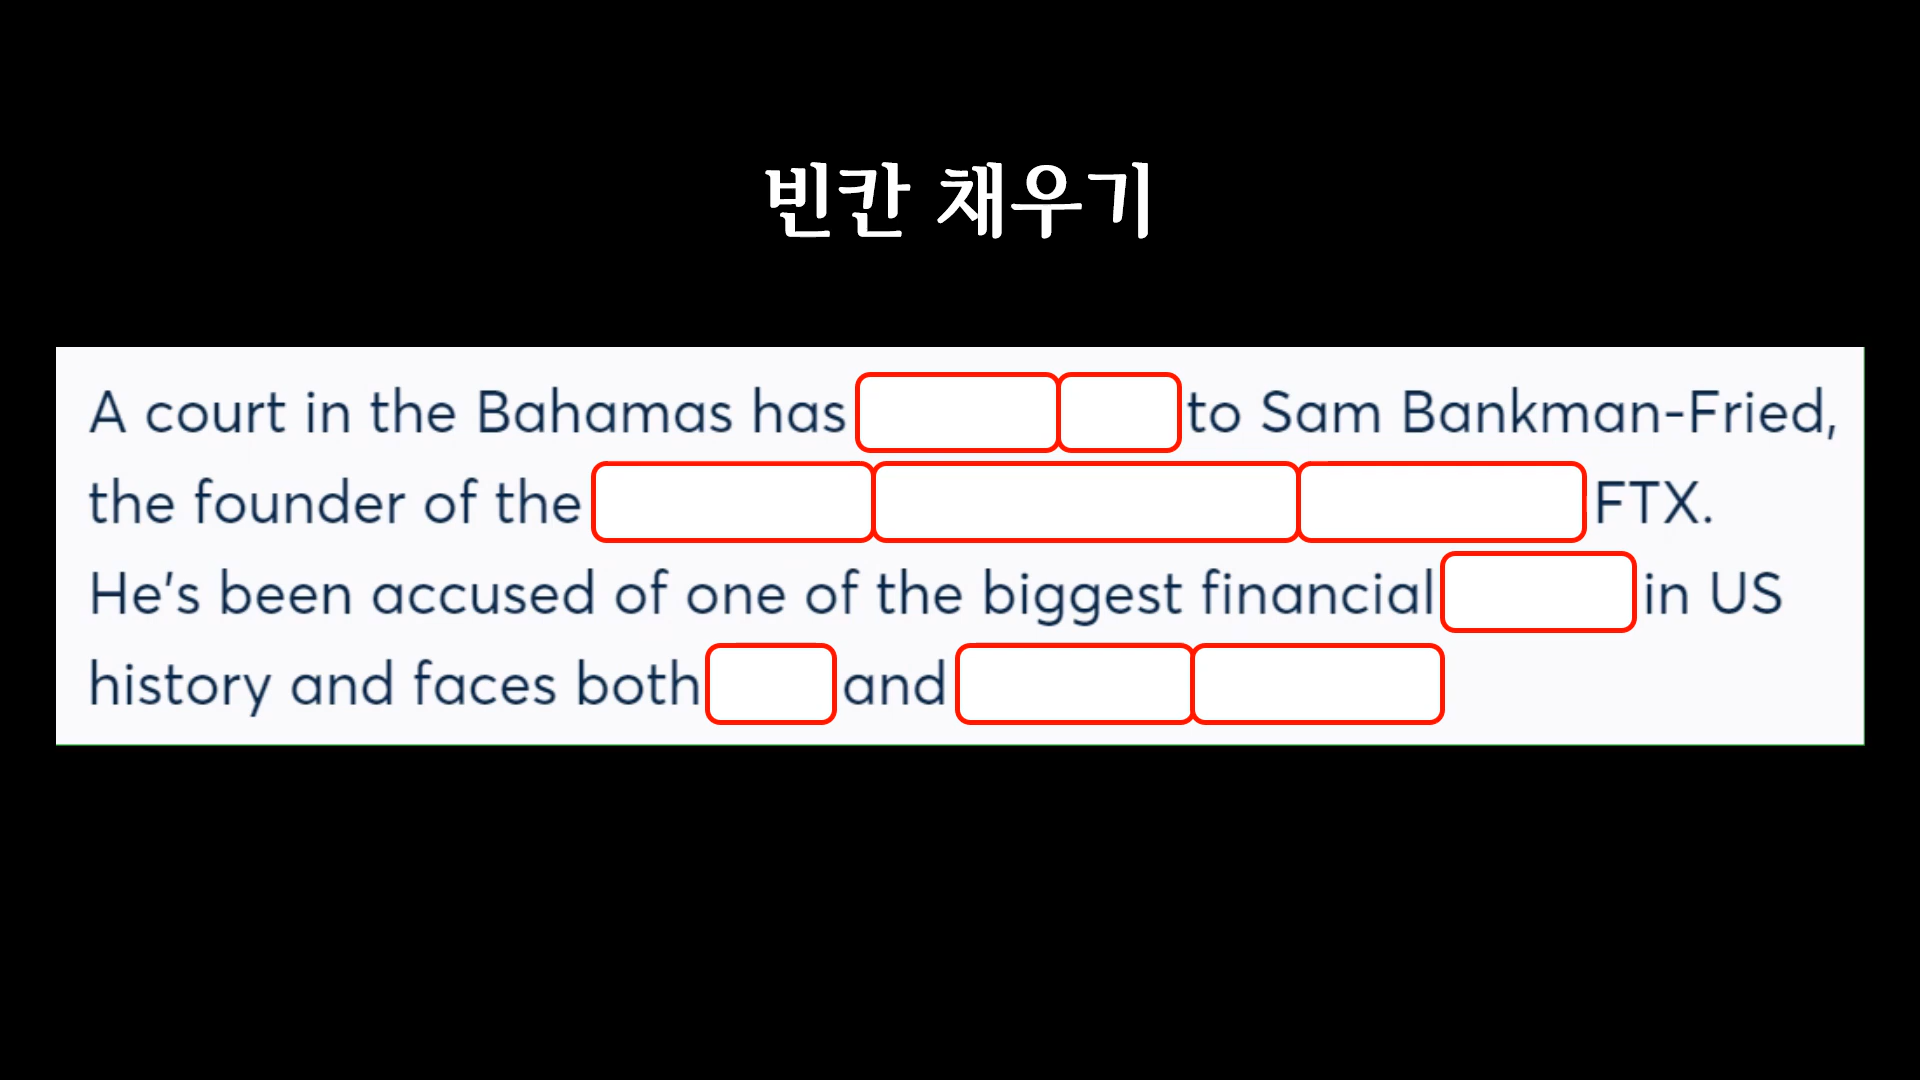 빈칸 채우기
A court in the Bahamas has to Sam Bankman-Fried,
the founder of the FTX.
He's been accused of one of the biggest financial in US
history and faces both and